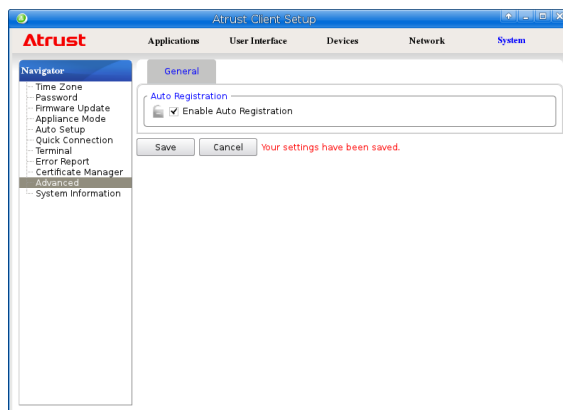 Atrust Client Setup
Atrust
Applications User Interface Devices Network System
Navigator
Time Zone
Password
Firmware Update
Appliance Mode
Auto Setup
Quick Connection
Terminal
Error Report
Certificate Manager
Advanced
System Information
General
Auto Registration
Enable Auto Registration
Save Cancel Your settings have been saved.